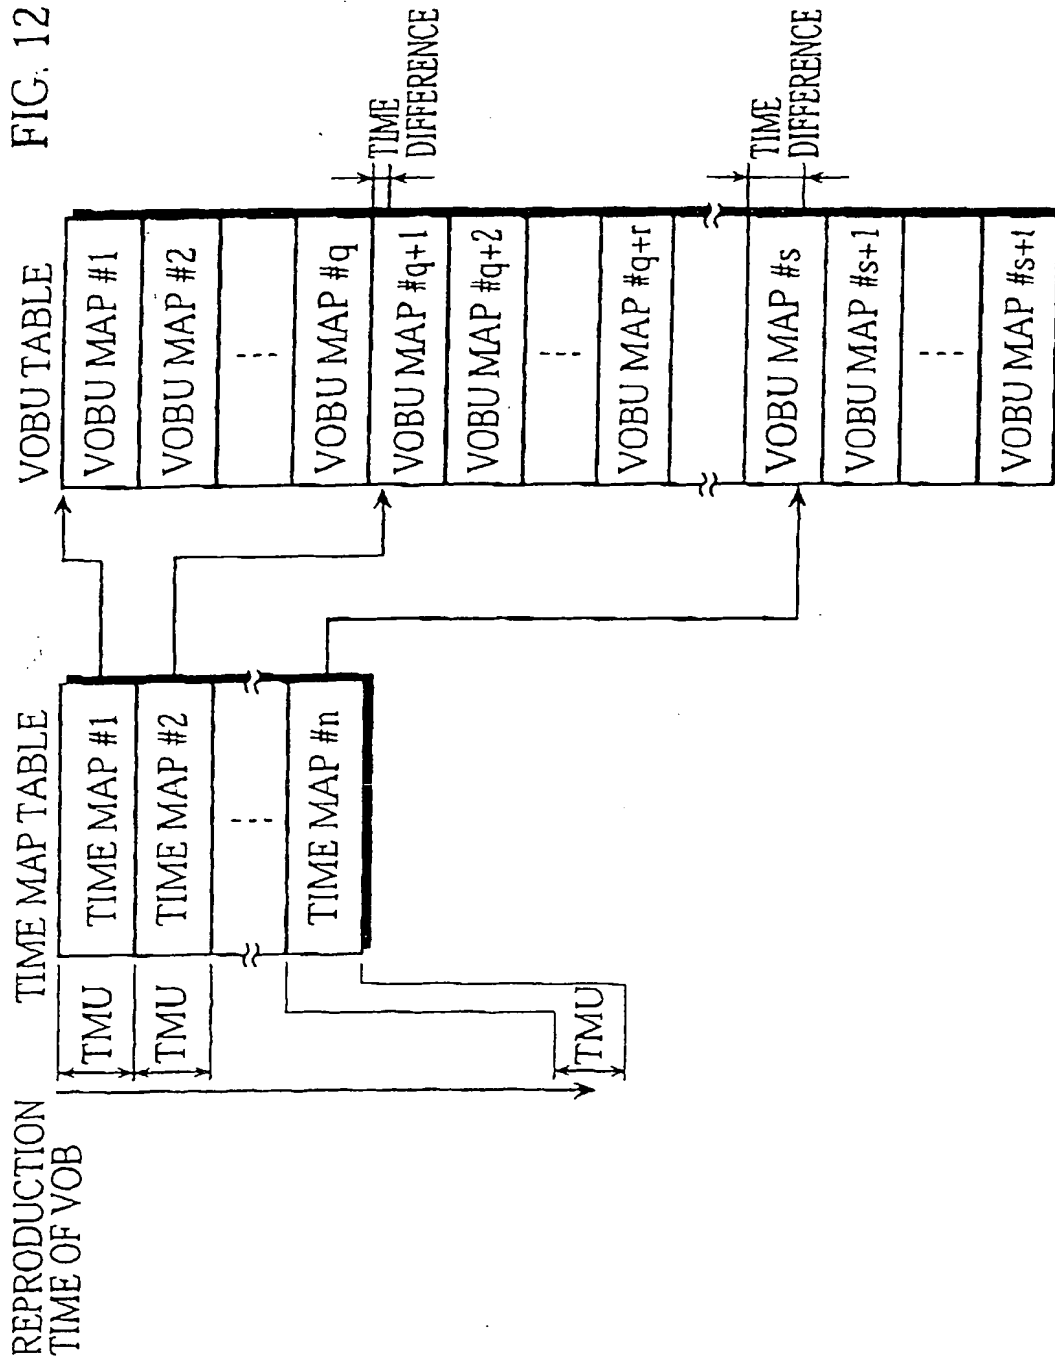 FIG. 12
REPRODUCTION
TIME OF VOB
TIME MAP TABLE
VOBU TABLE
TMU
TMU
TMU
TIME MAP #1
TIME MAP #2
----
TIME MAP #n
VOBU MAP #1
VOBU MAP #2
----
VOBU MAP #q
VOBU MAP #q+1
VOBU MAP #q+2
----
VOBU MAP #q+r
VOBU MAP #s
VOBU MAP #s+1
----
VOBU MAP #s+t
TIME
DIFFERENCE
TIME
DIFFERENCE